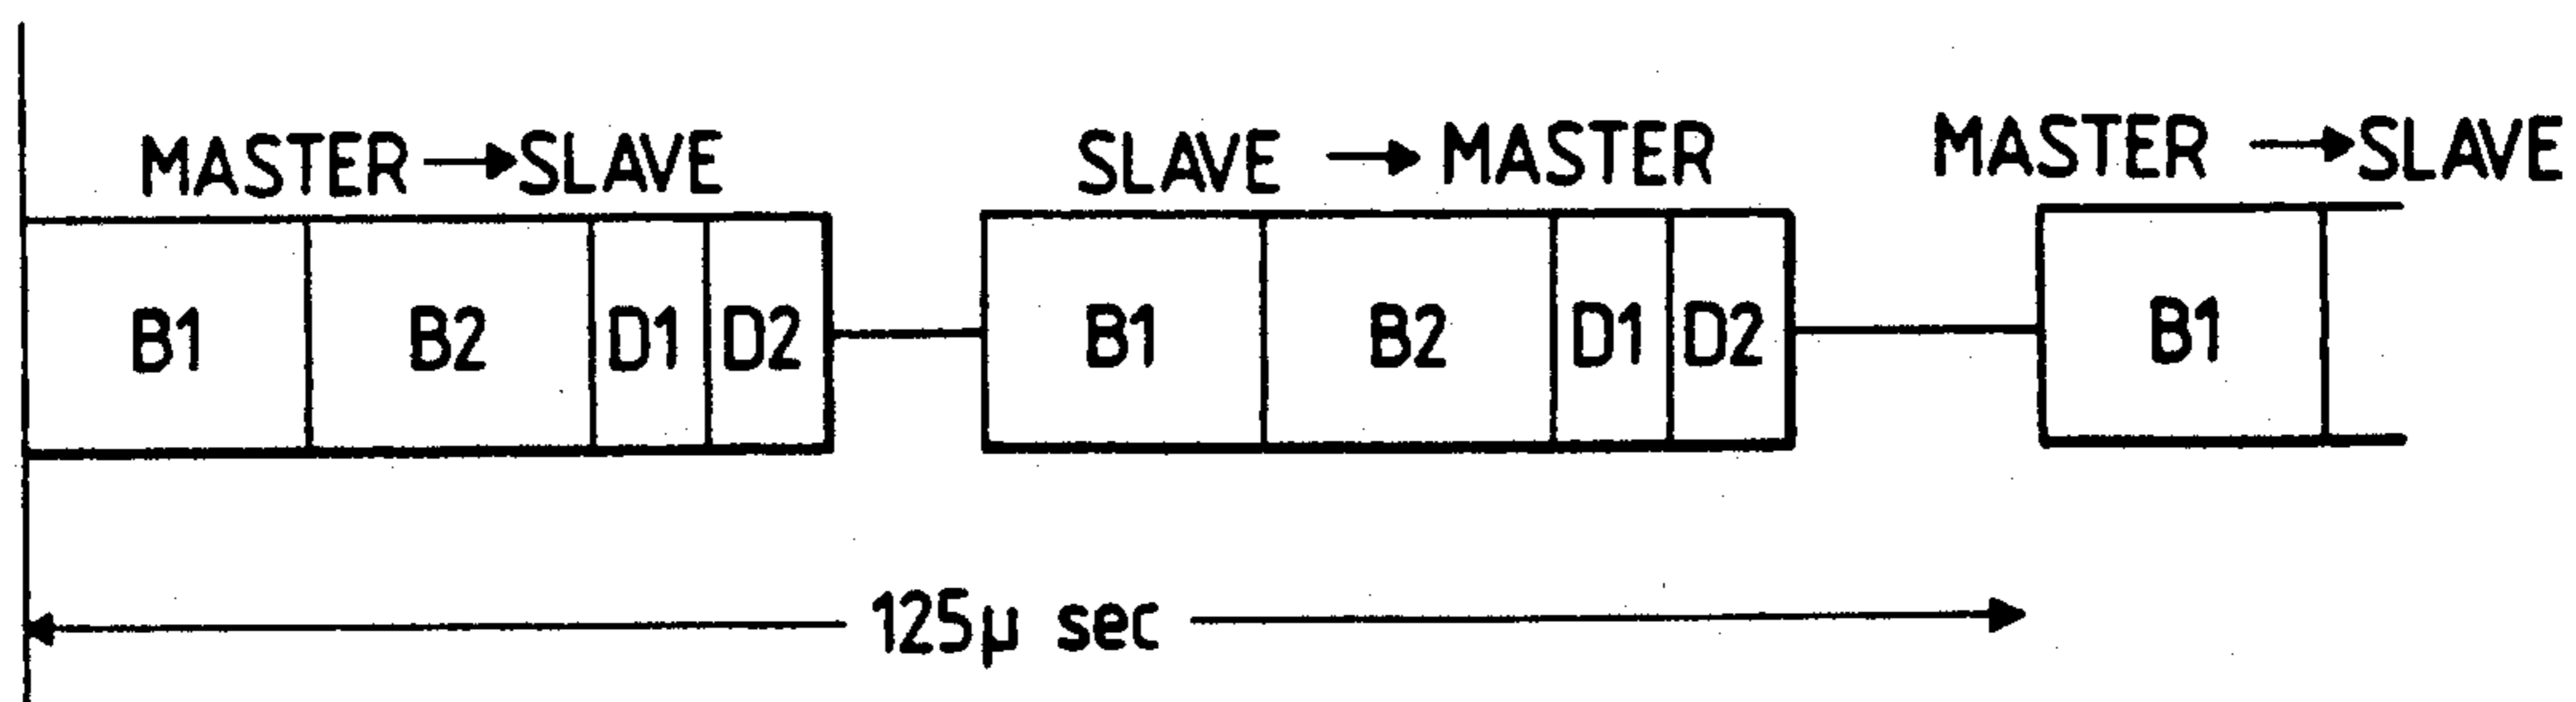 MASTER → SLAVE SLAVE → MASTER MASTER → SLAVE
B1 B2 D1 D2 B1 B2 D1 D2 B1
125µ sec